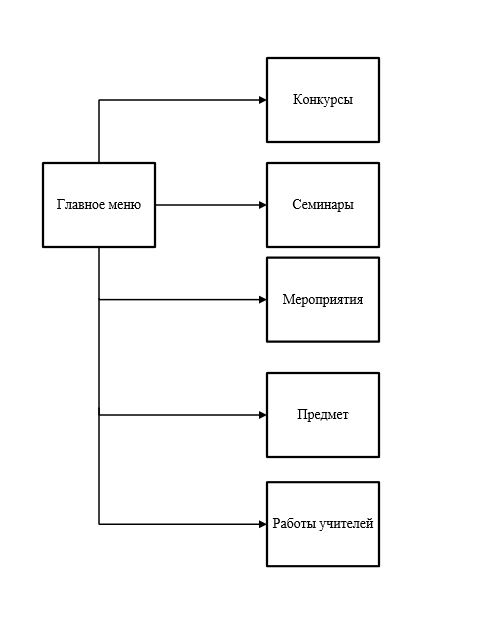 Конкурсы
Главное меню
Семинары
Мероприятия
Предмет
Работы учителей